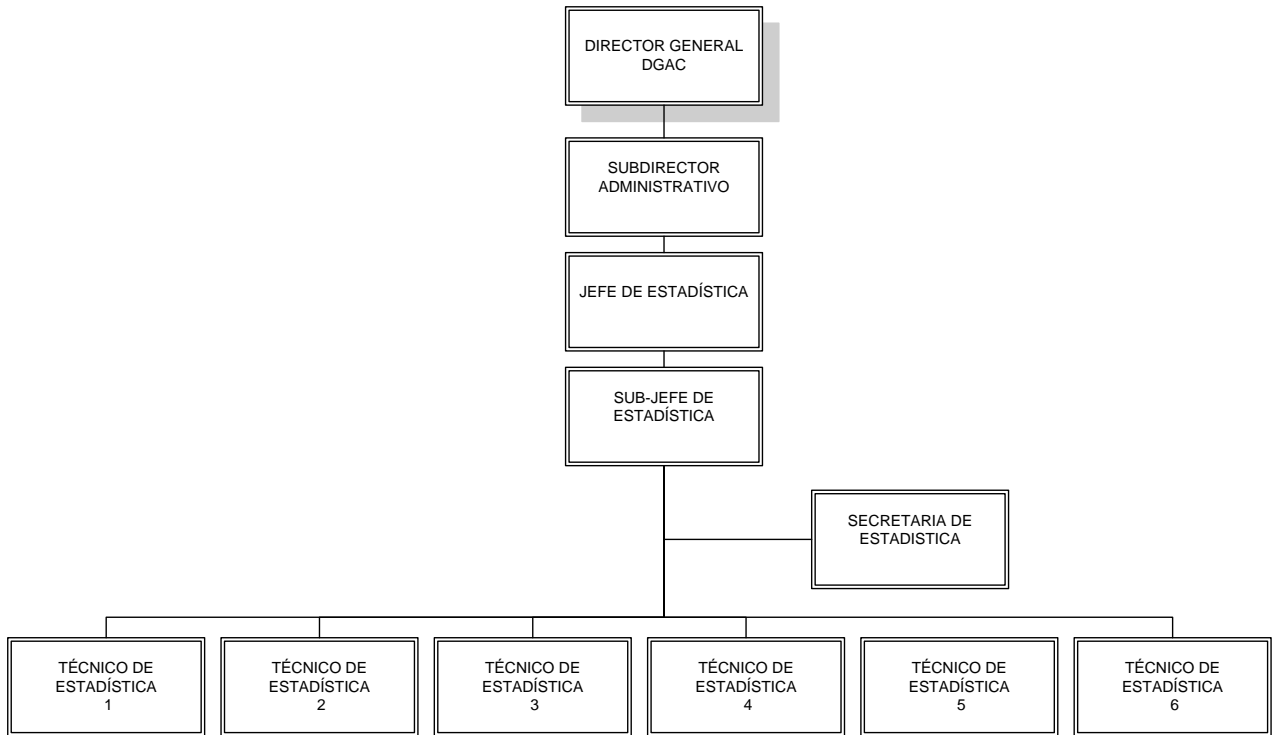 DIRECTOR GENERAL
DGAC
SUBDIRECTOR
ADMINISTRATIVO
JEFE DE ESTADÍSTICA
SUB-JEFE DE
ESTADÍSTICA
SECRETARIA DE
ESTADISTICA
TÉCNICO DE
ESTADÍSTICA
1
TÉCNICO DE
ESTADÍSTICA
2
TÉCNICO DE
ESTADÍSTICA
3
TÉCNICO DE
ESTADÍSTICA
4
TÉCNICO DE
ESTADÍSTICA
5
TÉCNICO DE
ESTADÍSTICA
6